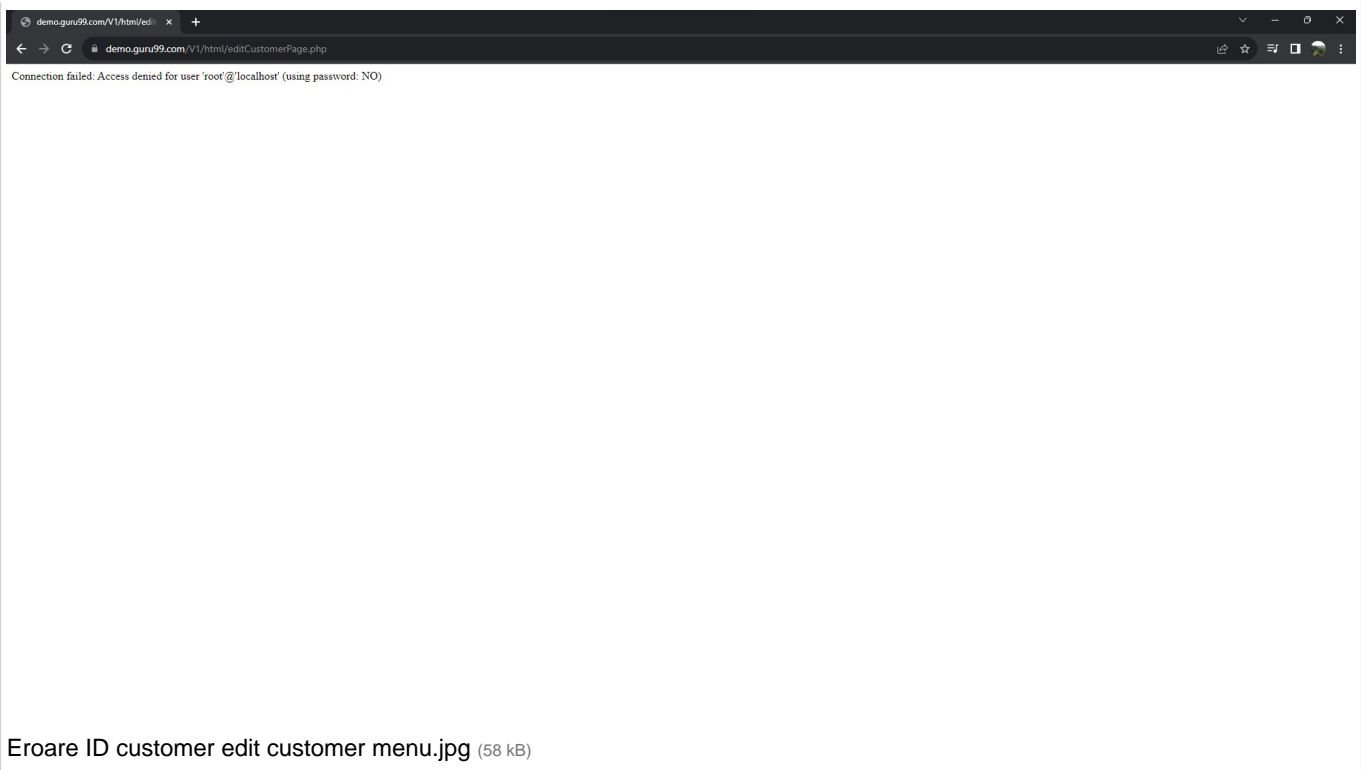 demo.guru99.com/V1/html/edit
demo.guru99.com/V1/html/editCustomerPage.php
Connection failed: Access denied for user 'root'@'localhost' (using password: NO)
Eroare ID customer edit customer menu.jpg (58 kB)